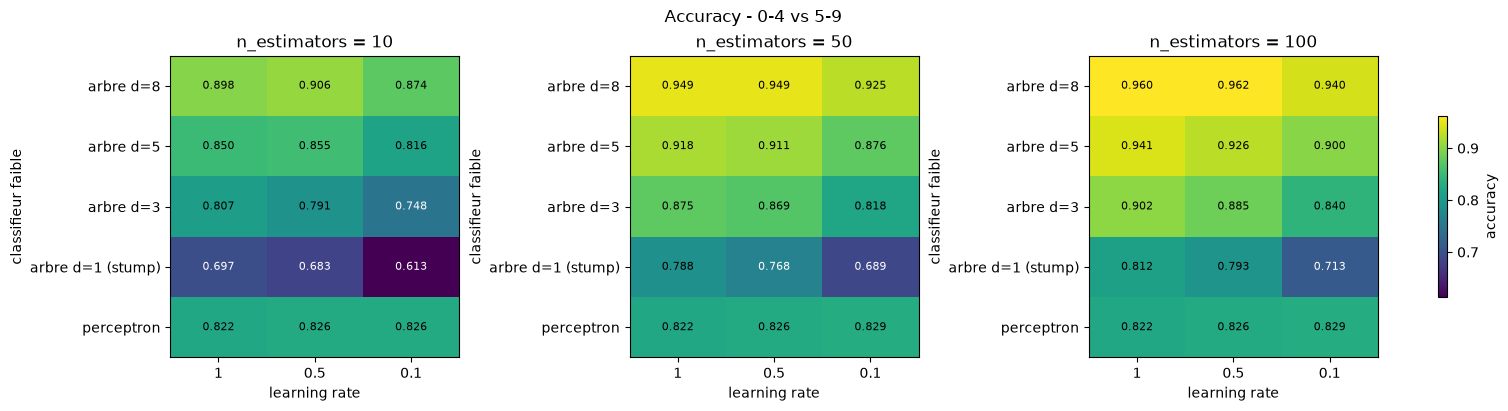 Accuracy - 0-4 vs 5-9
n_estimators = 10
classifieur faible
arbre d=8 0.898 0.906 0.874
arbre d=5 0.850 0.855 0.816
arbre d=3 0.807 0.791 0.748
arbre d=1 (stump) 0.697 0.683 0.613
perceptron 0.822 0.826 0.826
1 0.5 0.1
learning rate
n_estimators = 50
classifieur faible
arbre d=8 0.949 0.949 0.925
arbre d=5 0.918 0.911 0.876
arbre d=3 0.875 0.869 0.818
arbre d=1 (stump) 0.788 0.768 0.689
perceptron 0.822 0.826 0.829
1 0.5 0.1
learning rate
n_estimators = 100
classifieur faible
arbre d=8 0.960 0.962 0.940
arbre d=5 0.941 0.926 0.900
arbre d=3 0.902 0.885 0.840
arbre d=1 (stump) 0.812 0.793 0.713
perceptron 0.822 0.826 0.829
1 0.5 0.1
learning rate
0.9
0.8
0.7
accuracy